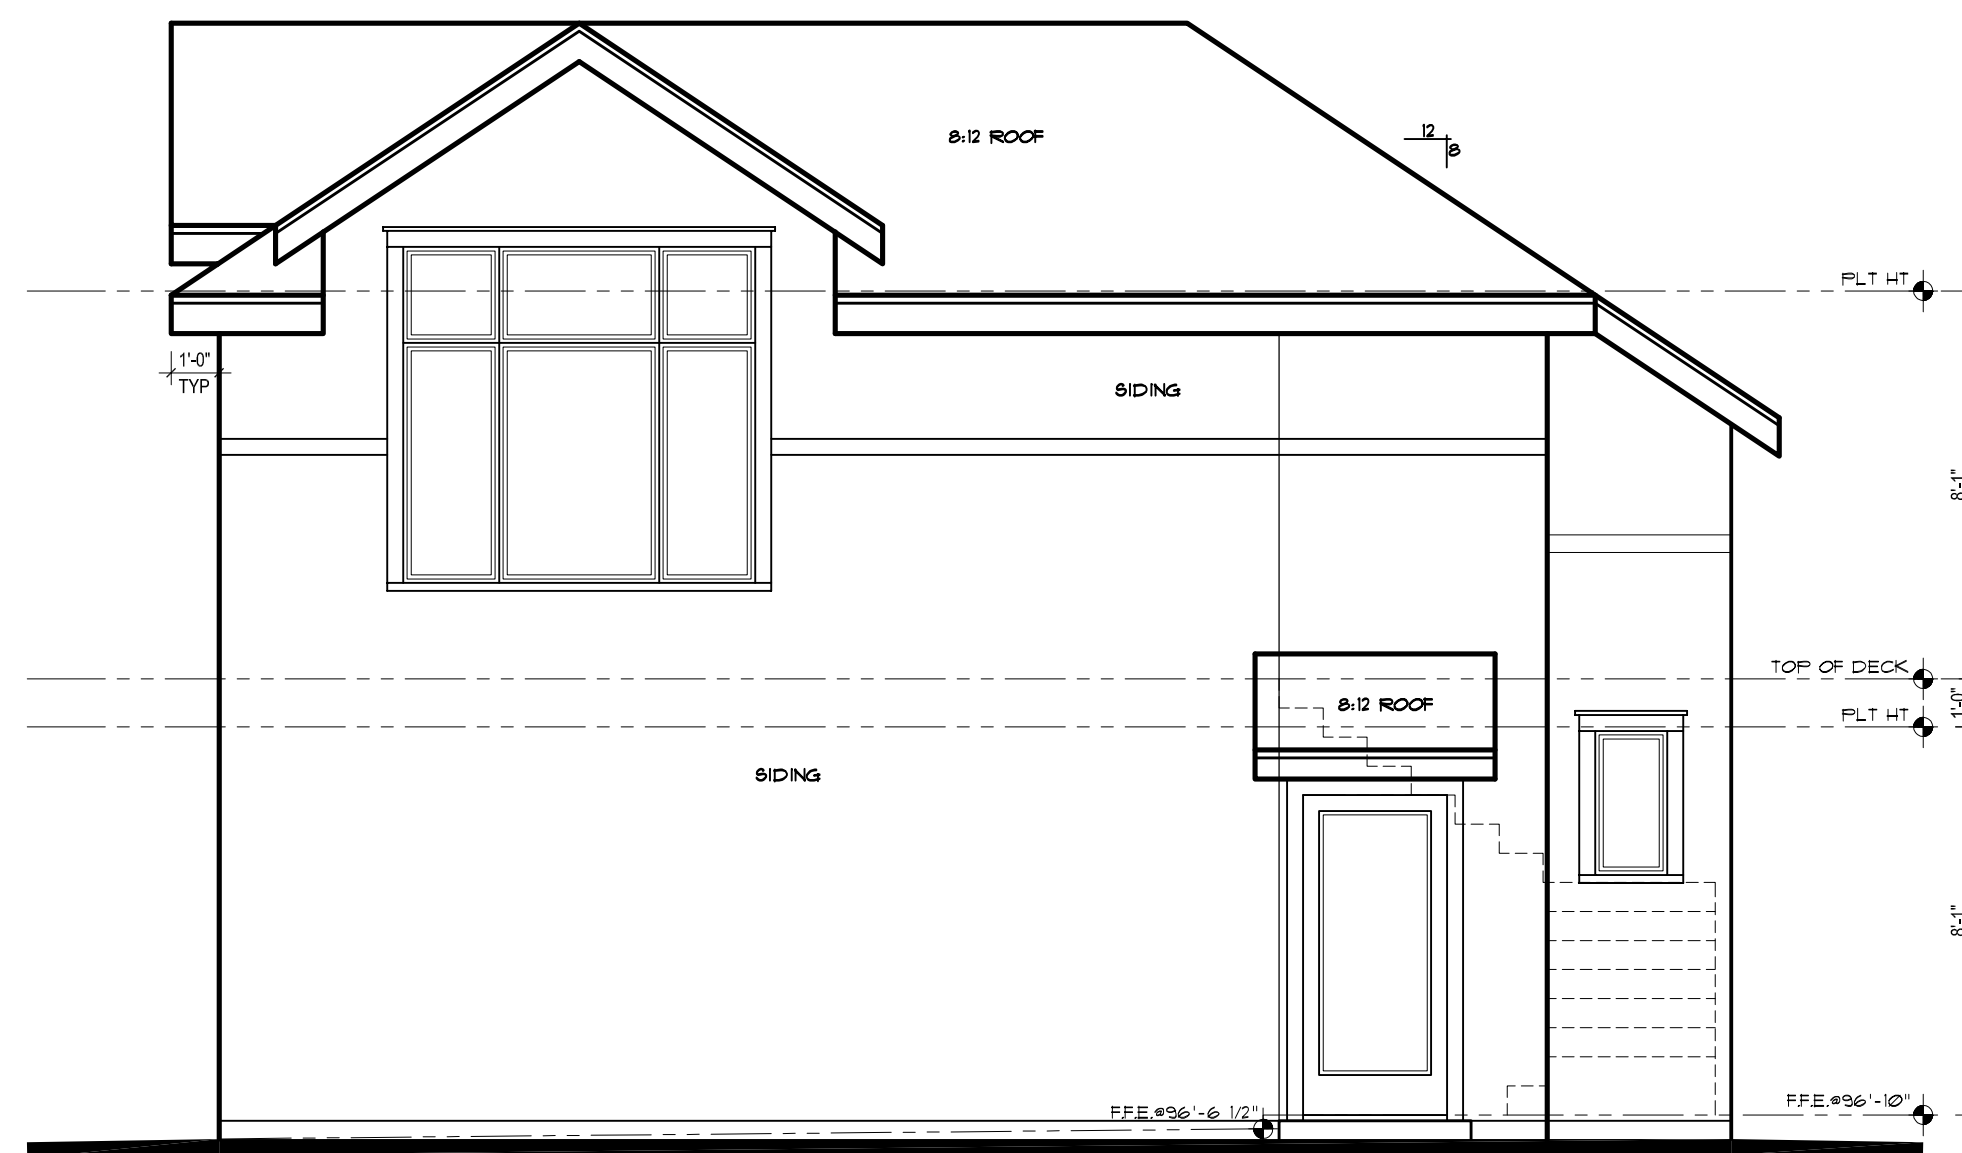 8:12 ROOF
12
8
PLT HT
1'-0"
TYP
SIDING
8'-1"
TOP OF DECK
8:12 ROOF
1'-0"
PLT HT
SIDING
8'-1"
F.F.E.@96'-6 1/2"
F.F.E.@96'-10"